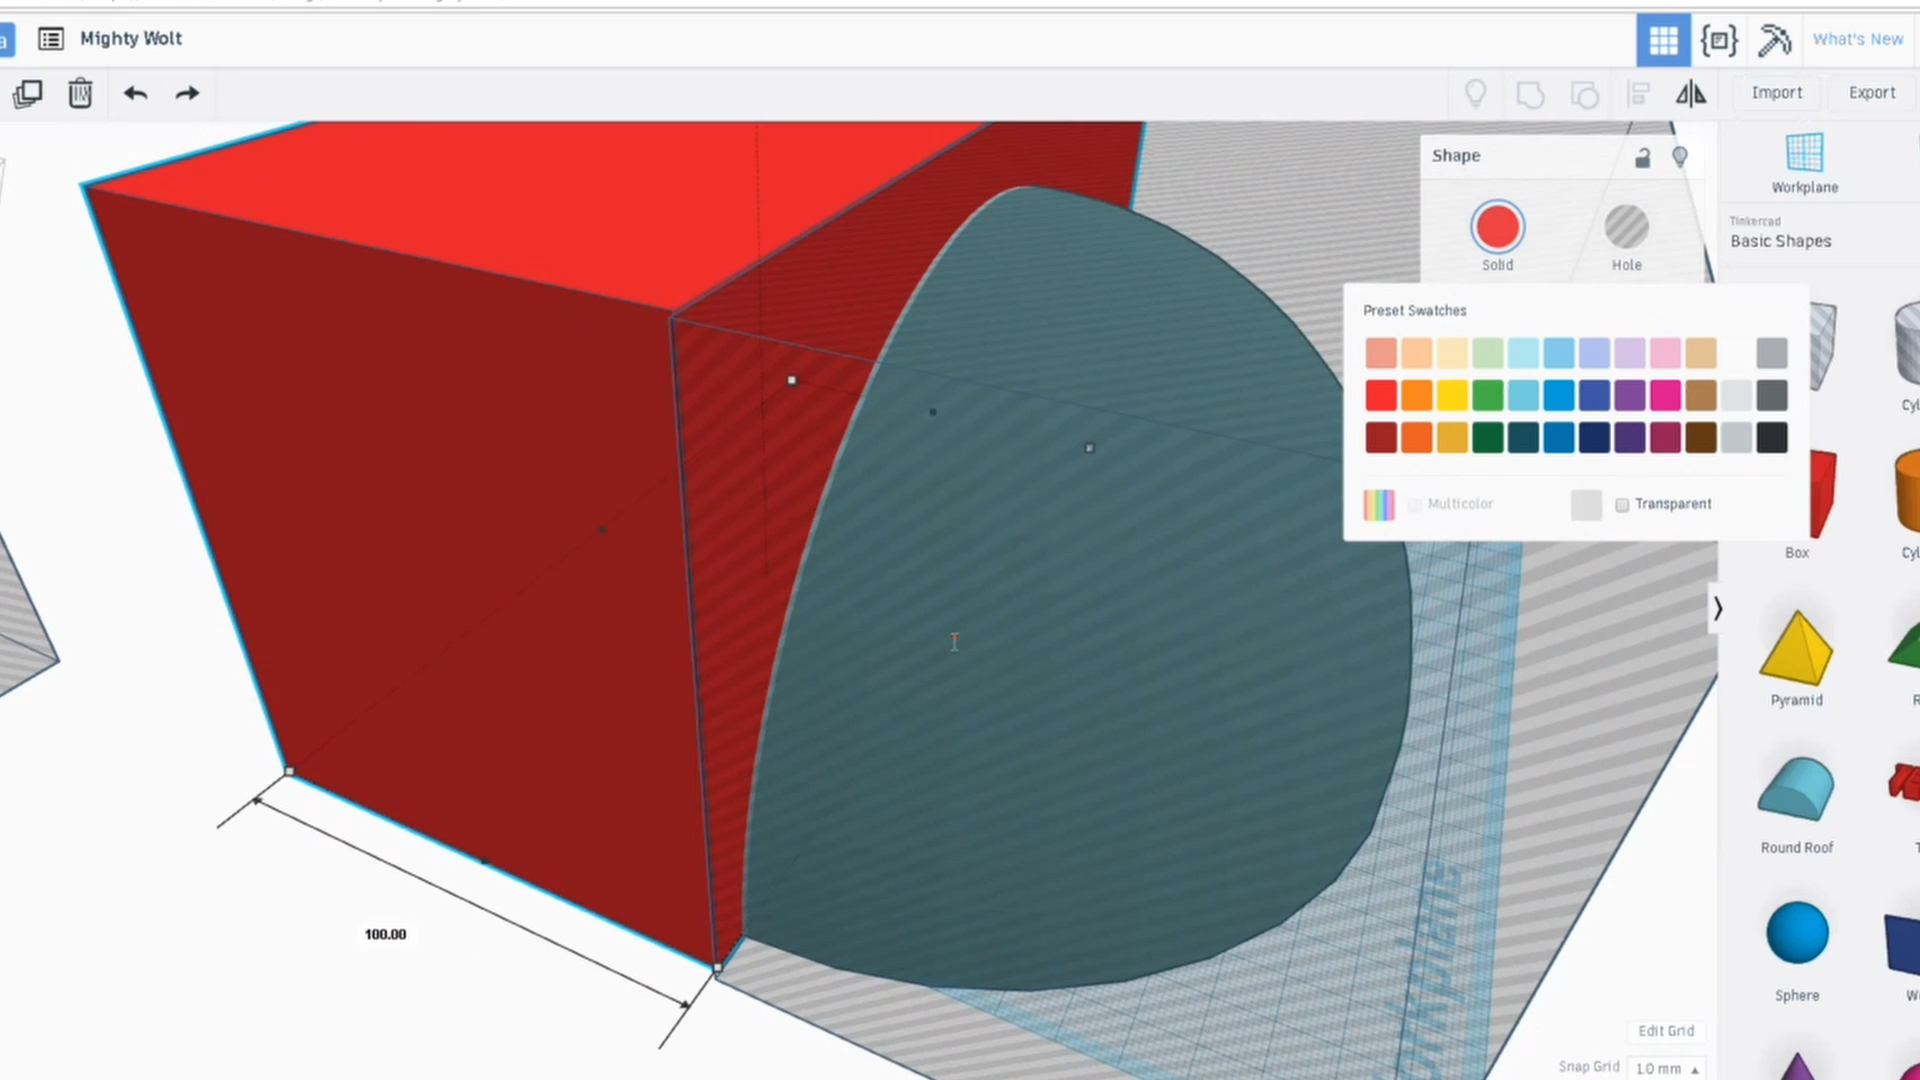 Mighty Wolt
What's New
Import
Export
Shape
Workplane
Tinkercad
Basic Shapes
Solid
Hole
Preset Swatches
Multicolor
Transparent
Box
Pyramid
Round Roof
100.00
Sphere
Edit Grid
Snap Grid
1.0 mm